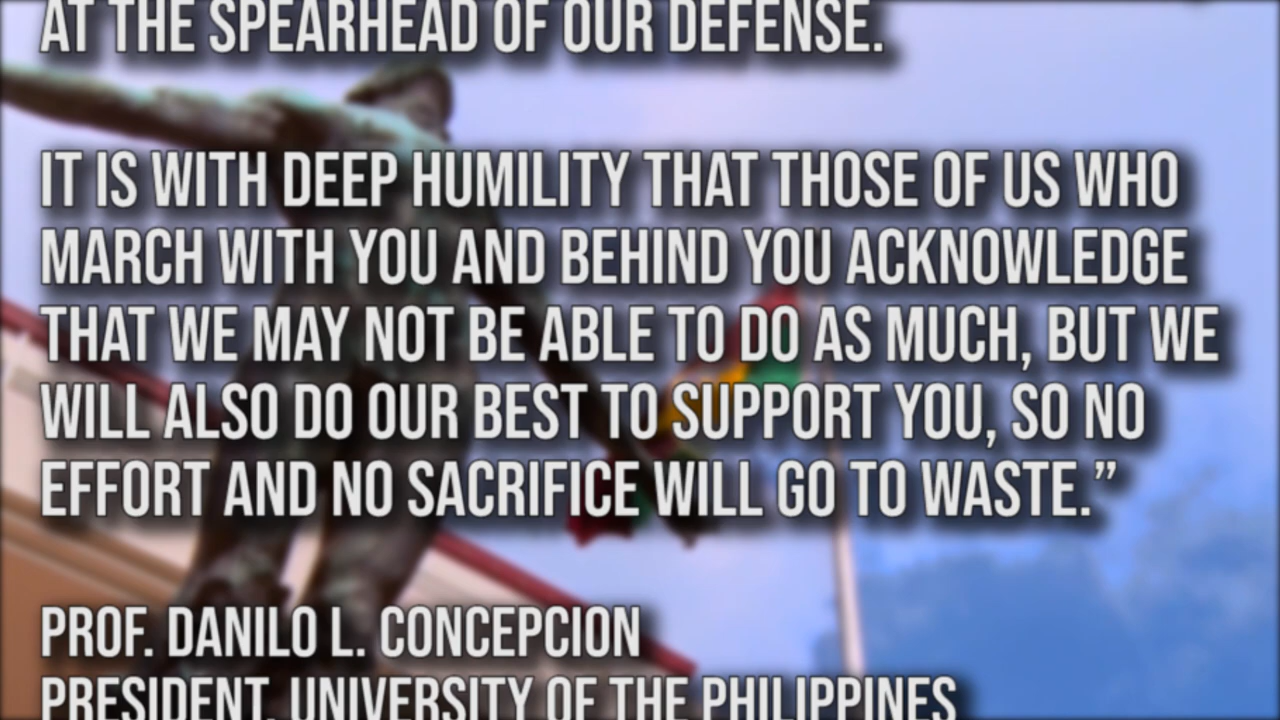 AT THE SPEARHEAD OF OUR DEFENSE.
IT IS WITH DEEP HUMILITY THAT THOSE OF US WHO
MARCH WITH YOU AND BEHIND YOU ACKNOWLEDGE
THAT WE MAY NOT BE ABLE TO DO AS MUCH, BUT WE
WILL ALSO DO OUR BEST TO SUPPORT YOU, SO NO
EFFORT AND NO SACRIFICE WILL GO TO WASTE.”
PROF. DANILO L. CONCEPCION
PRESIDENT, UNIVERSITY OF THE PHILIPPINES